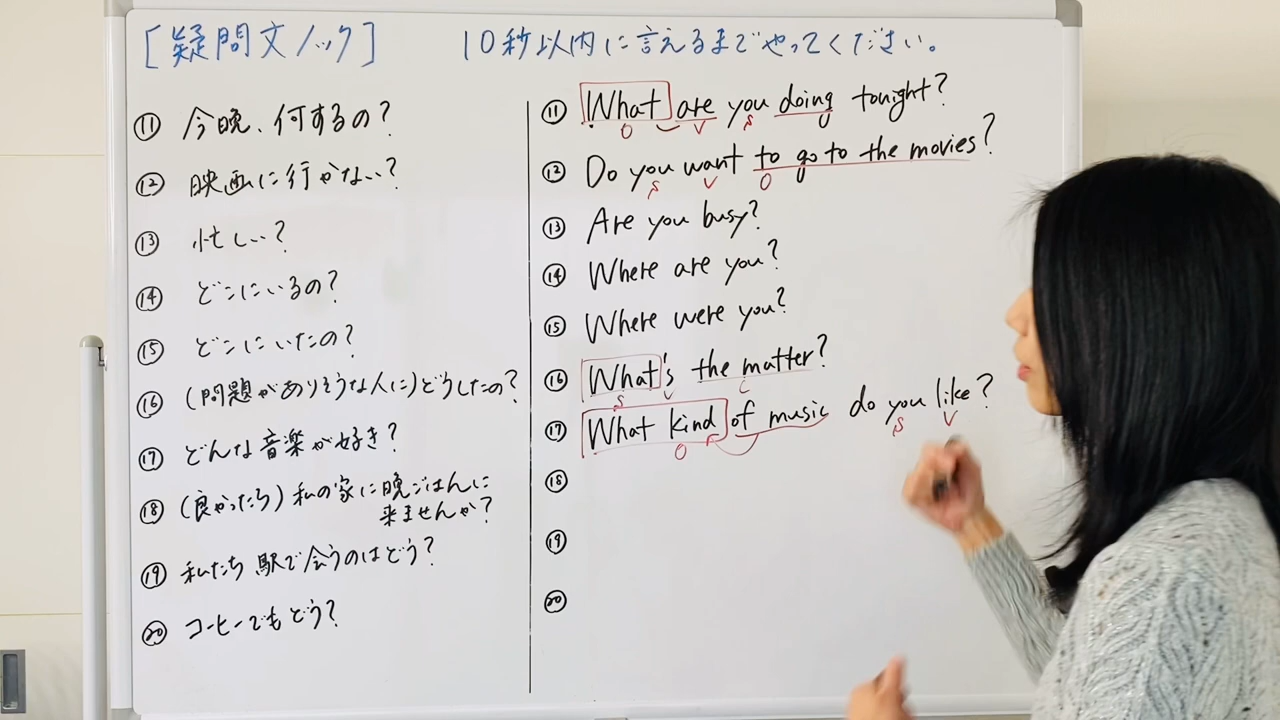 [疑問文ノック] 10秒以内に言えるまでやってください。
⑪ 今晩、何するの?
⑫ 映画に行かない?
⑬ 忙しい?
⑭ どこにいるの?
⑮ どこにいたの?
⑯ (問題がありそうな人に)どうしたの?
⑰ どんな音楽が好き?
⑱ (良かったら)私の家に晩ごはんに
来ませんか?
⑲ 私たち駅で会うのはどう?
⑳ コーヒーでもどう?
⑪ What are you doing tonight?
O V S
⑫ Do you want to go to the movies?
S V O
⑬ Are you busy?
⑭ Where are you?
⑮ Where were you?
⑯ What's the matter?
S V C
⑰ What kind of music do you like?
O S V
⑱
⑲
⑳